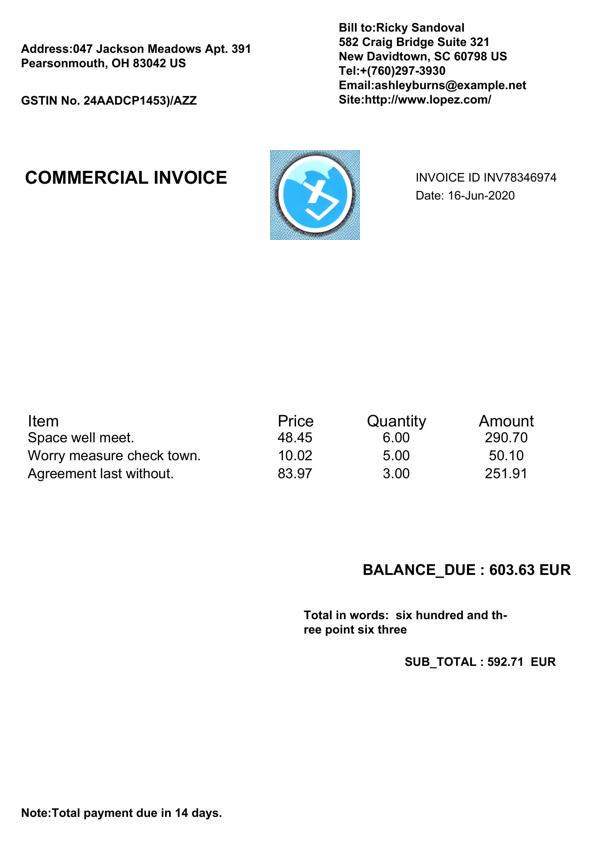 Address:047 Jackson Meadows Apt. 391
Pearsonmouth, OH 83042 US
GSTIN No. 24AADCP1453)/AZZ
Bill to:Ricky Sandoval
582 Craig Bridge Suite 321
New Davidtown, SC 60798 US
Tel:+(760)297-3930
Email:ashleyburns@example.net
Site:http://www.lopez.com/
COMMERCIAL INVOICE
INVOICE ID INV78346974
Date: 16-Jun-2020
Item Price Quantity Amount
Space well meet. 48.45 6.00 290.70
Worry measure check town. 10.02 5.00 50.10
Agreement last without. 83.97 3.00 251.91
BALANCE_DUE : 603.63 EUR
Total in words:  six hundred and th-
ree point six three
SUB_TOTAL : 592.71  EUR
Note:Total payment due in 14 days.